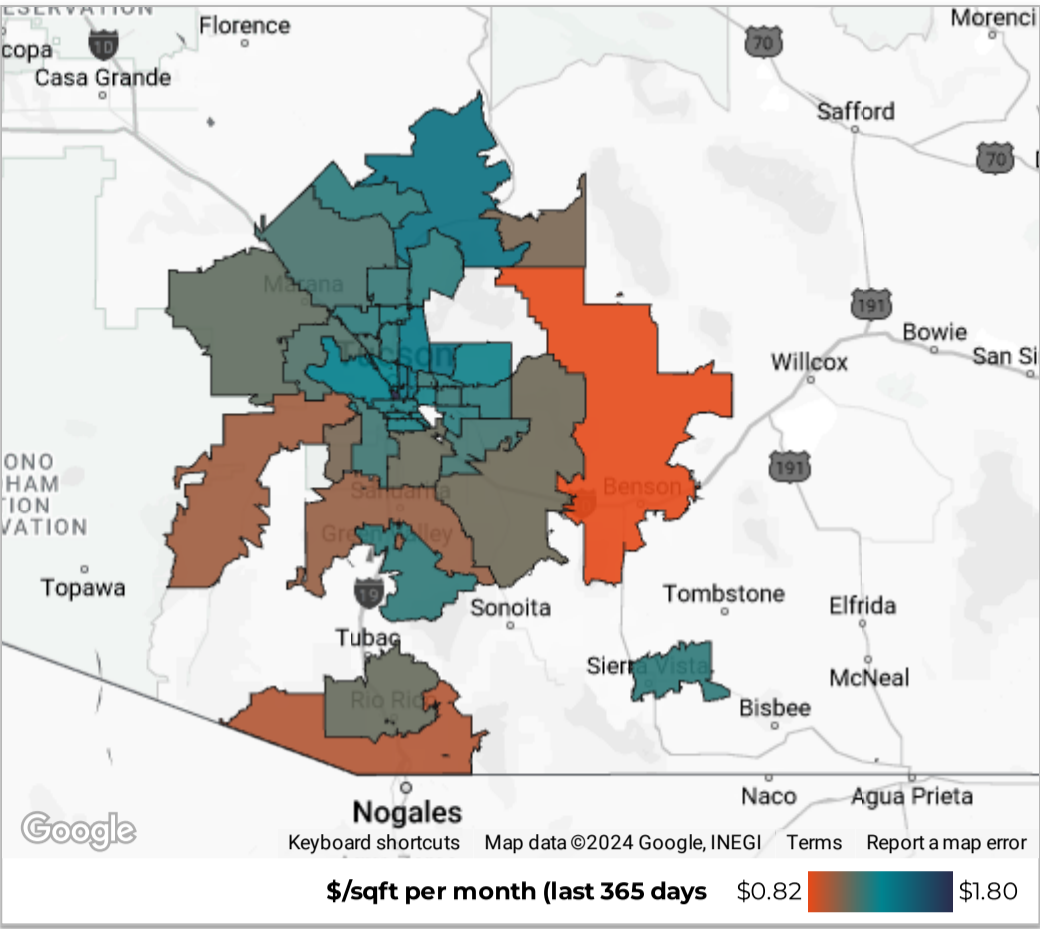 ESERVATION
10
Florence
copa
Casa Grande
Morenci
70
Safford
70
Marana
191
Bowie
Tucson
Willcox
San Si
ONO
HAM
TION
VATION
191
Sahuarita
Benson
Green Valley
Topawa
19
Sonoita
Tombstone
Elfrida
Tubac
Sierra Vista
McNeal
Rio Rico
Bisbee
Nogales
Naco
Agua Prieta
Google
Keyboard shortcuts
Map data ©2024 Google, INEGI
Terms
Report a map error
$/sqft per month (last 365 days
$0.82
$1.80